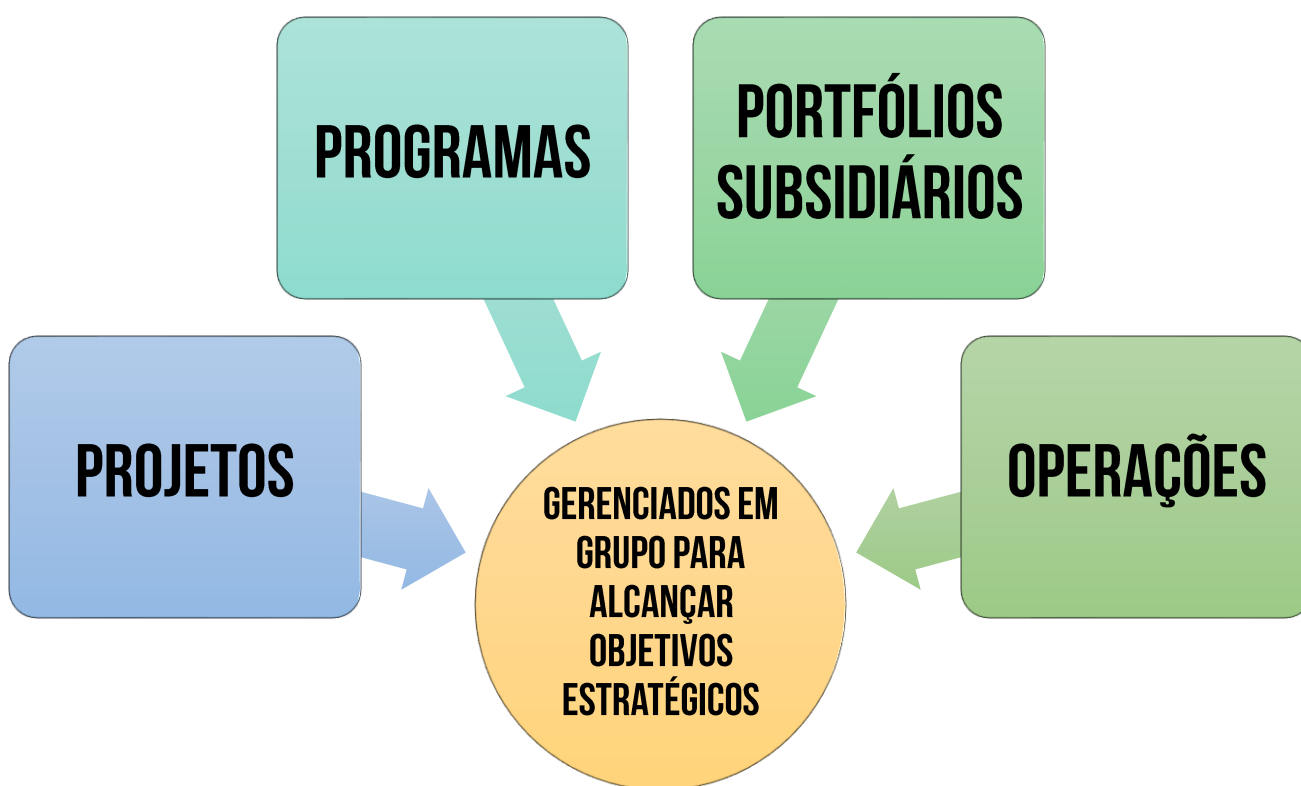 PROGRAMAS
PORTFÓLIOS
SUBSIDIÁRIOS
PROJETOS
OPERAÇÕES
GERENCIADOS EM
GRUPO PARA
ALCANÇAR
OBJETIVOS
ESTRATÉGICOS